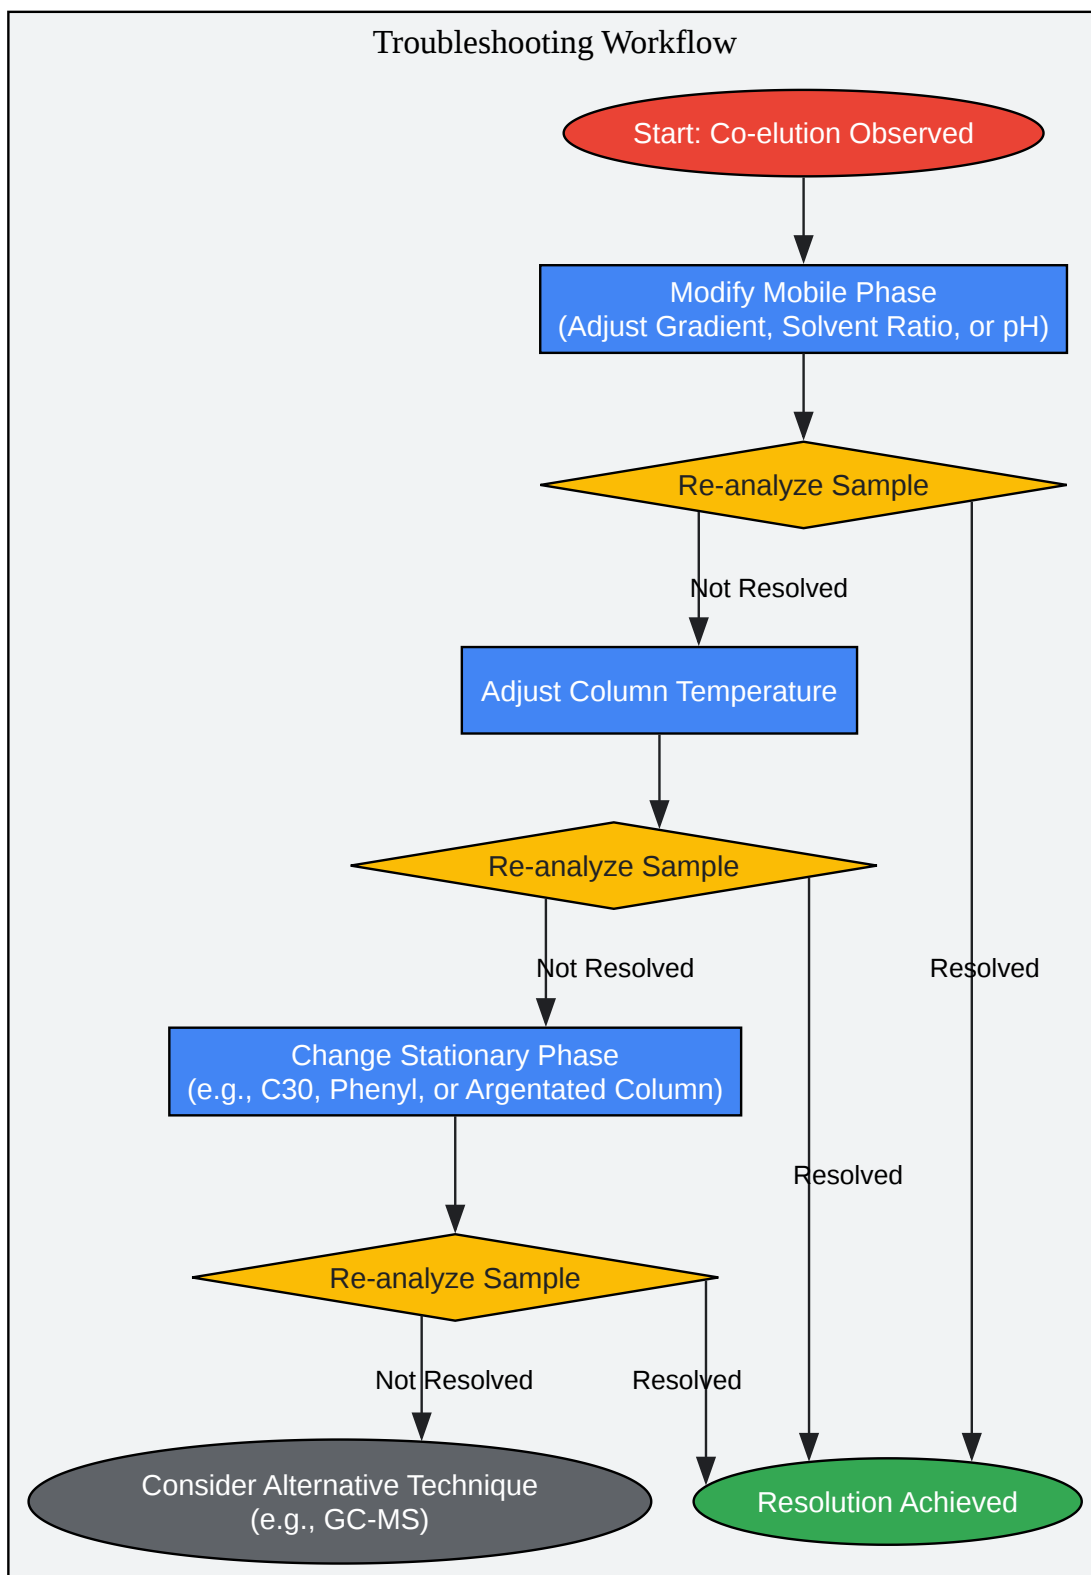 Troubleshooting Workflow
Start: Co-elution Observed
Modify Mobile Phase
(Adjust Gradient, Solvent Ratio, or pH)
Re-analyze Sample
Not Resolved
Adjust Column Temperature
Re-analyze Sample
Not Resolved
Resolved
Change Stationary Phase
(e.g., C30, Phenyl, or Argentated Column)
Resolved
Re-analyze Sample
Not Resolved
Resolved
Consider Alternative Technique
(e.g., GC-MS)
Resolution Achieved